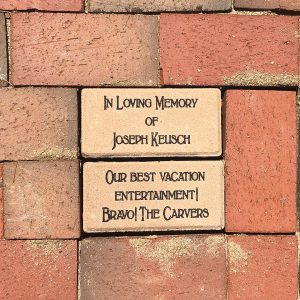 In Loving Memory
of
Joseph Keusch
Our best vacation
entertainment!
Bravo! The Carvers